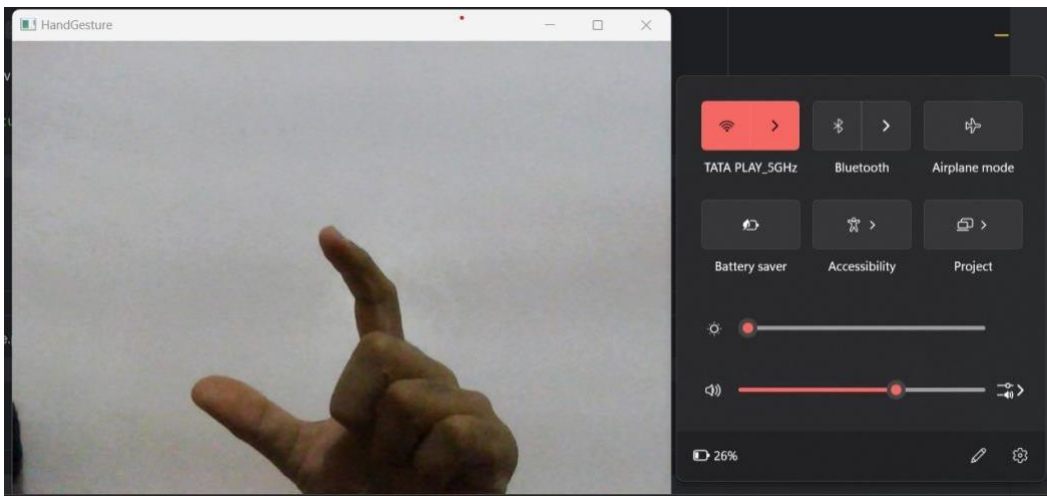 HandGesture
TATA PLAY_5GHz
Bluetooth
Airplane mode
Battery saver
Accessibility
Project
26%